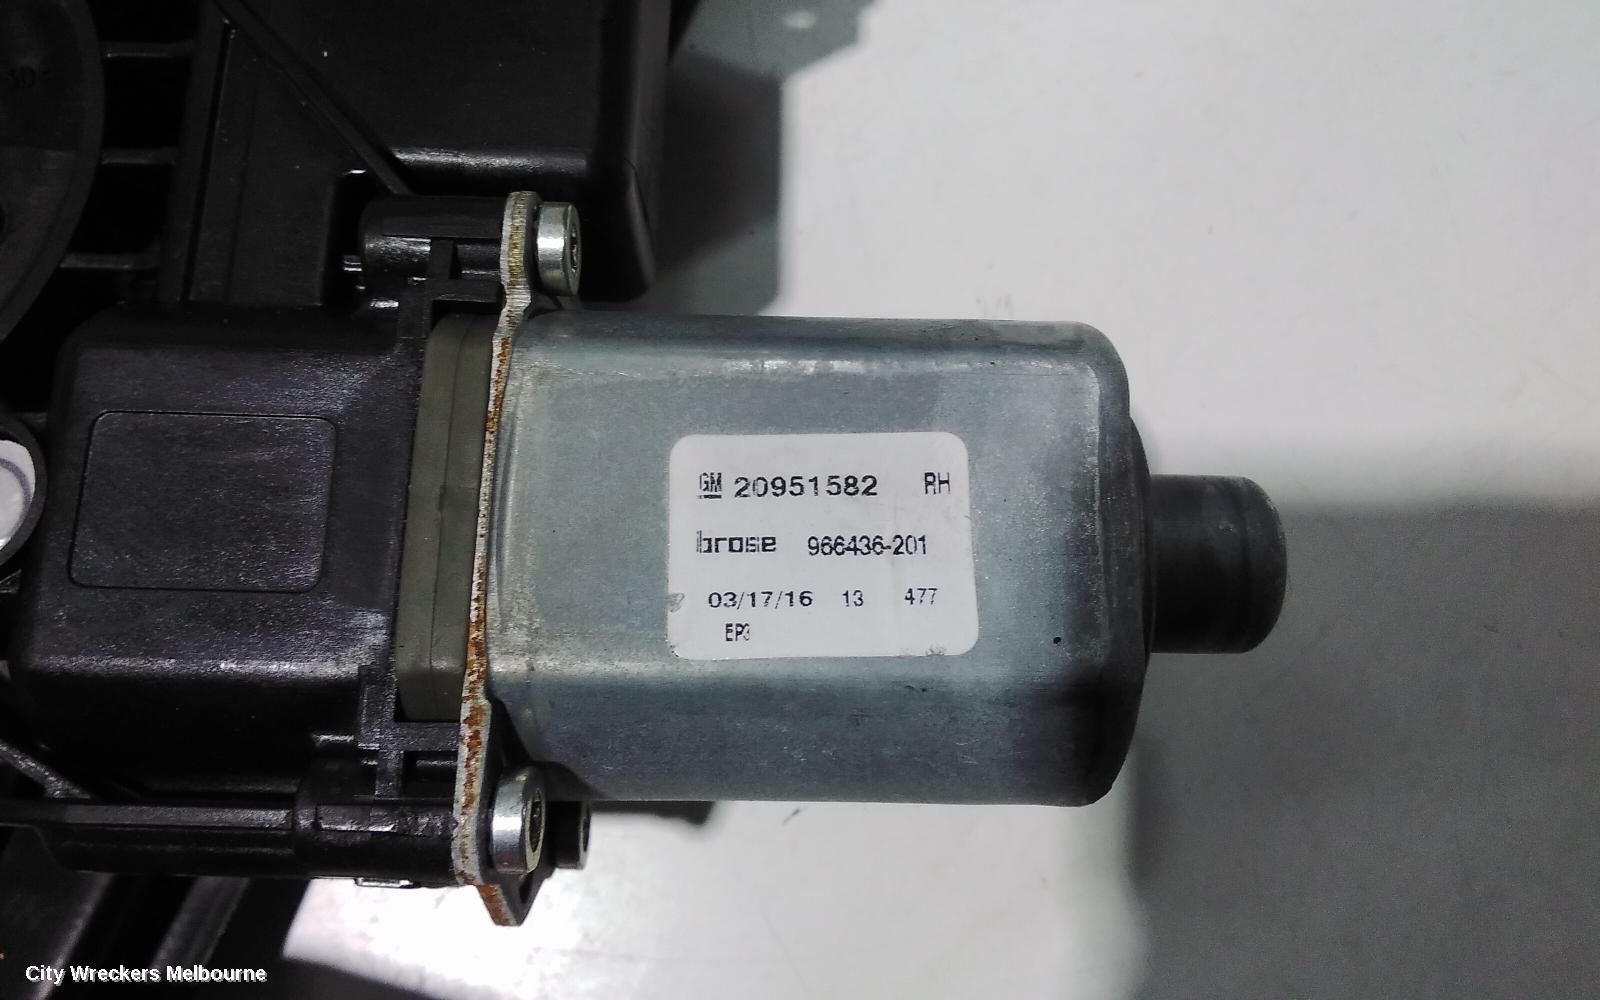 GM 20951582 RH
brose 966436-201
03/17/16 13 477
EP3
City Wreckers Melbourne